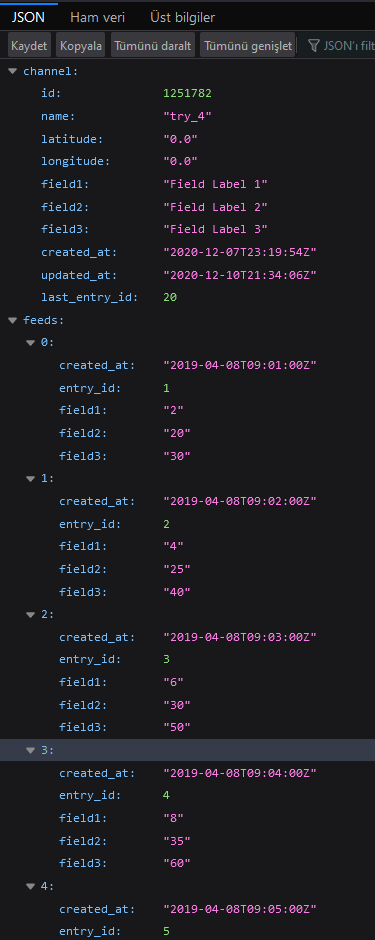 JSON Ham veri Üst bilgiler
Kaydet Kopyala Tümünü daralt Tümünü genişlet JSON'ı filt
channel:
id: 1251782
name: "try_4"
latitude: "0.0"
longitude: "0.0"
field1: "Field Label 1"
field2: "Field Label 2"
field3: "Field Label 3"
created_at: "2020-12-07T23:19:54Z"
updated_at: "2020-12-10T21:34:06Z"
last_entry_id: 20
feeds:
0:
created_at: "2019-04-08T09:01:00Z"
entry_id: 1
field1: "2"
field2: "20"
field3: "30"
1:
created_at: "2019-04-08T09:02:00Z"
entry_id: 2
field1: "4"
field2: "25"
field3: "40"
2:
created_at: "2019-04-08T09:03:00Z"
entry_id: 3
field1: "6"
field2: "30"
field3: "50"
3:
created_at: "2019-04-08T09:04:00Z"
entry_id: 4
field1: "8"
field2: "35"
field3: "60"
4:
created_at: "2019-04-08T09:05:00Z"
entry_id: 5